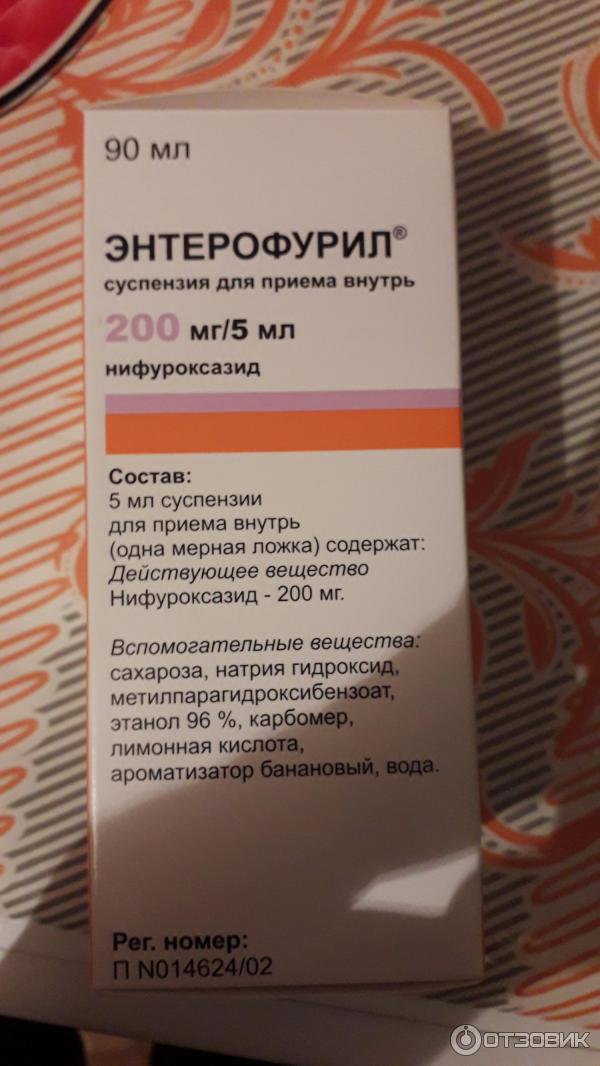 90 мл
ЭНТЕРОФУРИЛ®
суспензия для приема внутрь
200 мг/5 мл
нифуроксазид
Состав:
5 мл суспензии
для приема внутрь
(одна мерная ложка) содержат:
Действующее вещество
Нифуроксазид - 200 мг.
Вспомогательные вещества:
сахароза, натрия гидроксид,
метилпарагидроксибензоат,
этанол 96 %, карбомер,
лимонная кислота,
ароматизатор банановый, вода.
Рег. номер:
П N014624/02
ОТЗОВИК